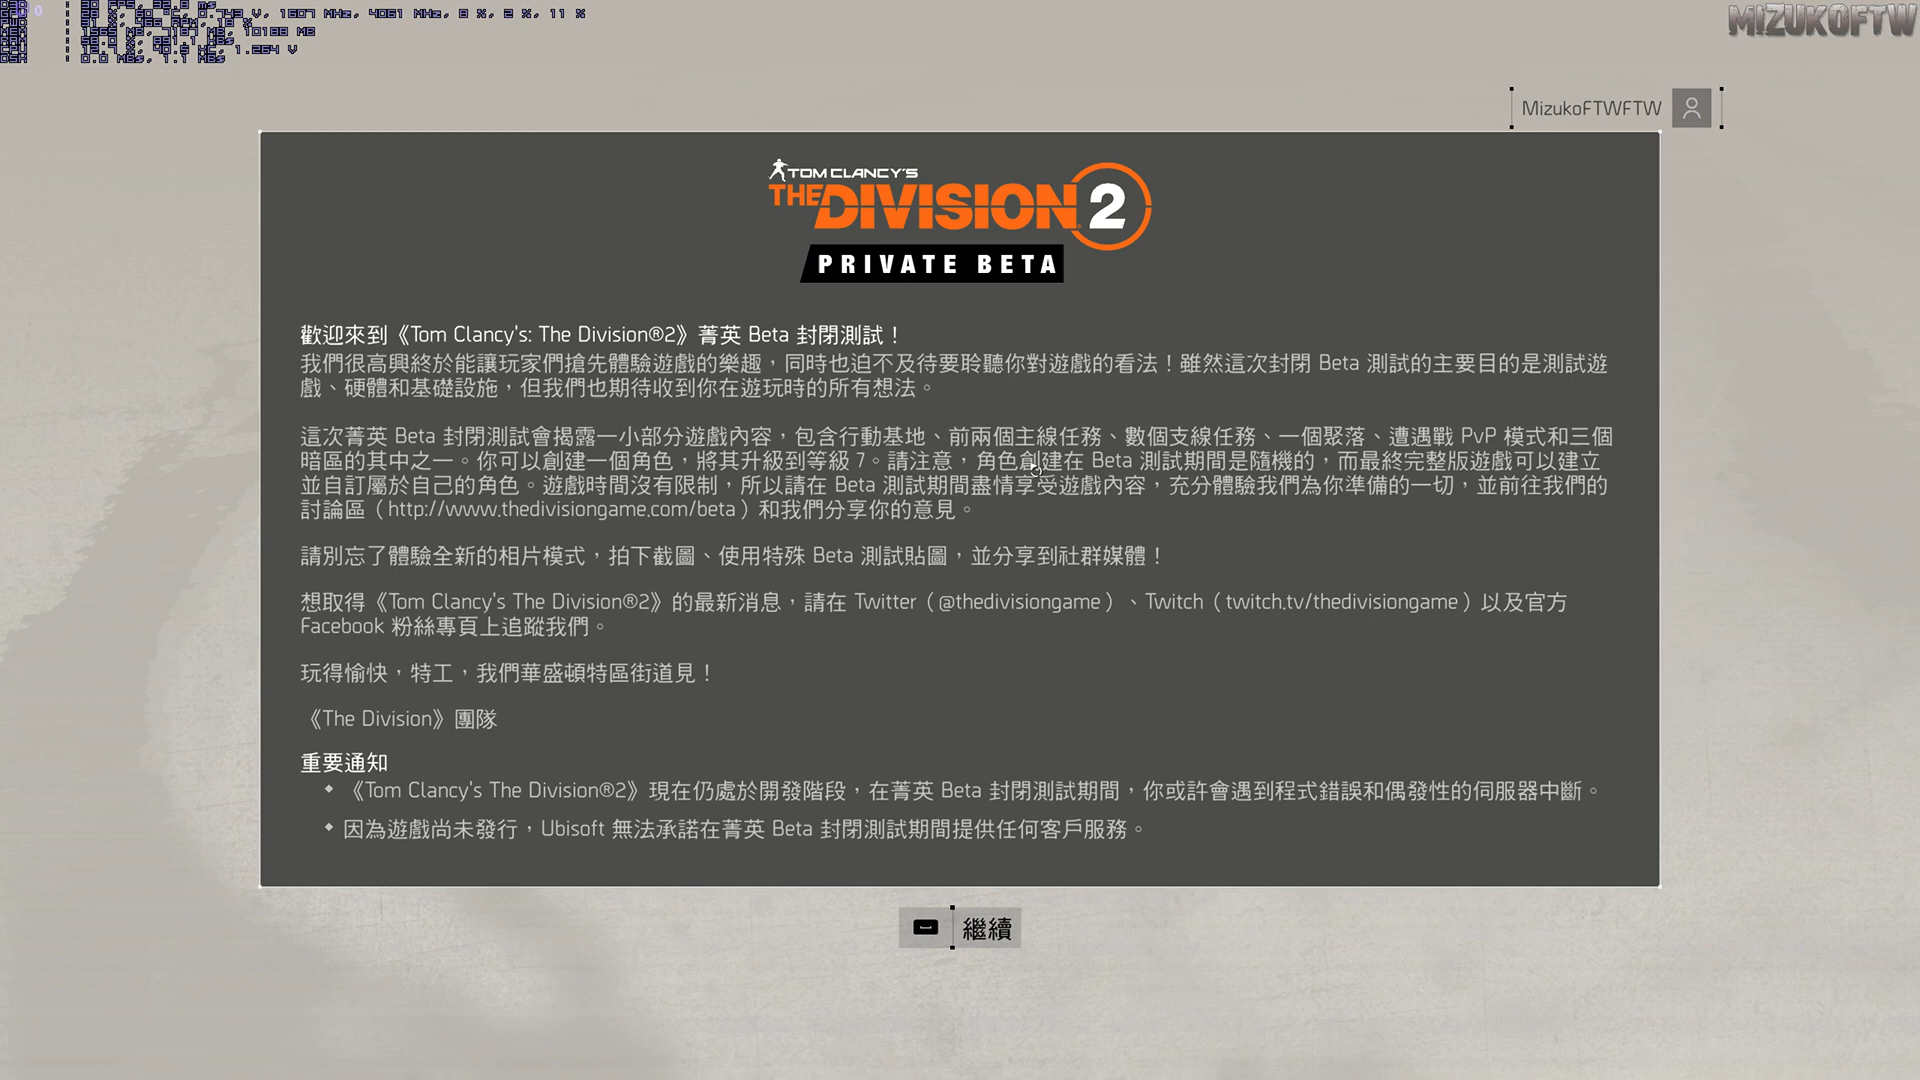 30 FPS, 32.8 ms
1607 MHz, 4061 MHz, 8 %, 2 %, 11 %
0.0 MBs, 1.1 MBs
MIZUKOFTW
MizukoFTWFTW
TOM CLANCY'S
THE DIVISION 2
PRIVATE BETA
歡迎來到《Tom Clancy's: The Division®2》菁英 Beta 封閉測試！
我們很高興終於能讓玩家們搶先體驗遊戲的樂趣，同時也迫不及待要聆聽你對遊戲的看法！雖然這次封閉 Beta 測試的主要目的是測試遊
戲、硬體和基礎設施，但我們也期待收到你在遊玩時的所有想法。
這次菁英 Beta 封閉測試會揭露一小部分遊戲內容，包含行動基地、前兩個主線任務、數個支線任務、一個聚落、遭遇戰 PvP 模式和三個
暗區的其中之一。你可以創建一個角色，將其升級到等級 7。請注意，角色創建在 Beta 測試期間是隨機的，而最終完整版遊戲可以建立
並自訂屬於自己的角色。遊戲時間沒有限制，所以請在 Beta 測試期間盡情享受遊戲內容，充分體驗我們為你準備的一切，並前往我們的
討論區（http://www.thedivisiongame.com/beta）和我們分享你的意見。
請別忘了體驗全新的相片模式，拍下截圖、使用特殊 Beta 測試貼圖，並分享到社群媒體！
想取得《Tom Clancy's The Division®2》的最新消息，請在 Twitter（@thedivisiongame）、Twitch（twitch.tv/thedivisiongame）以及官方
Facebook 粉絲專頁上追蹤我們。
玩得愉快，特工，我們華盛頓特區街道見！
《The Division》團隊
重要通知
《Tom Clancy's The Division®2》現在仍處於開發階段，在菁英 Beta 封閉測試期間，你或許會遇到程式錯誤和偶發性的伺服器中斷。
因為遊戲尚未發行，Ubisoft 無法承諾在菁英 Beta 封閉測試期間提供任何客戶服務。
繼續